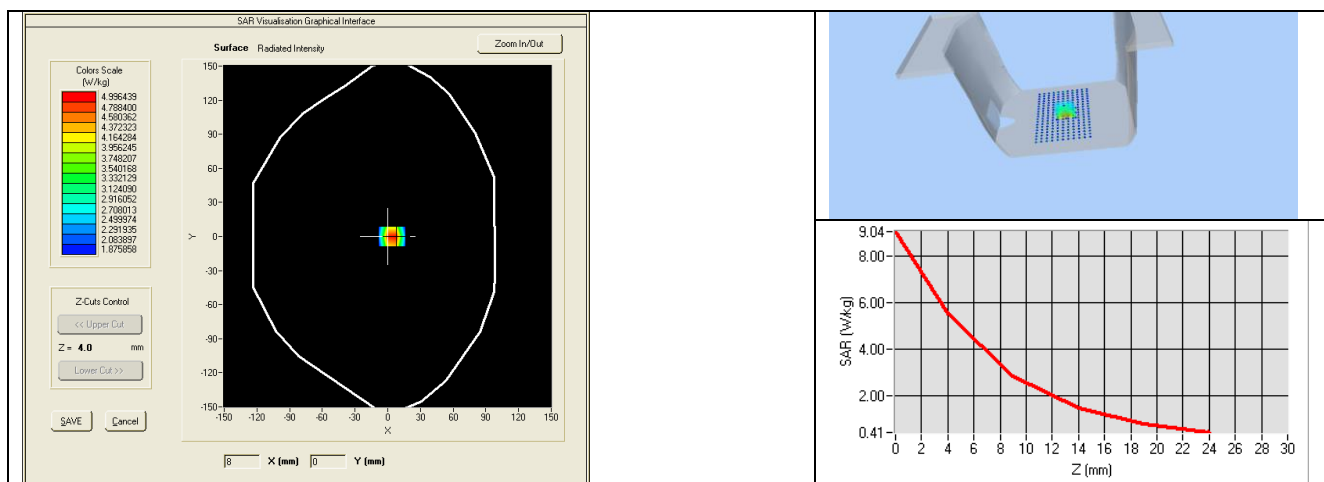 SAR Visualisation Graphical Interface
Surface Radiated Intensity
Zoom In/Out
Colors Scale
(W/kg)
4.996439
4.788400
4.580362
4.372323
4.164284
3.956245
3.748207
3.540168
3.332129
3.124090
2.916052
2.708013
2.499974
2.291935
2.083897
1.875858
Z-Cuts Control
<< Upper Cut
Z = 4.0 mm
Lower Cut >>
SAVE Cancel
150
120
90
60
30
0
-30
-60
-90
-120
-150
Y
-150 -120 -90 -60 -30 0 30 60 90 120 150
X
8 X (mm) 0 Y (mm)
9.04
8.00
6.00
4.00
2.00
0.41
SAR (W/kg)
0 2 4 6 8 10 12 14 16 18 20 22 24 26 28 30
Z (mm)